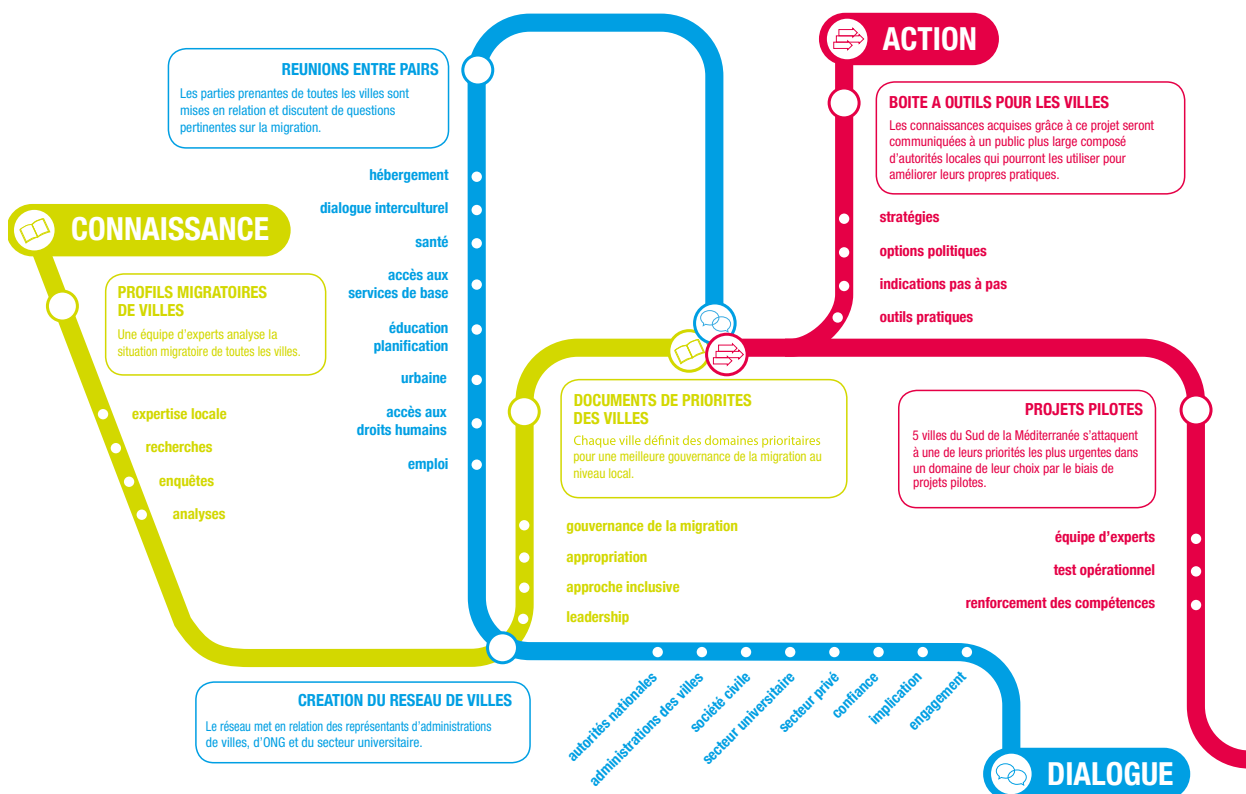 CONNAISSANCE
PROFILS MIGRATOIRES
DE VILLES
Une équipe d'experts analyse la
situation migratoire de toutes les villes.
expertise locale
recherches
enquêtes
analyses
REUNIONS ENTRE PAIRS
Les parties prenantes de toutes les villes sont
mises en relation et discutent de questions
pertinentes sur la migration.
hébergement
dialogue interculturel
santé
accès aux
services de base
éducation
planification
urbaine
accès aux
droits humains
emploi
CREATION DU RESEAU DE VILLES
Le réseau met en relation des représentants d'administrations
de villes, d'ONG et du secteur universitaire.
DOCUMENTS DE PRIORITES
DES VILLES
Chaque ville définit des domaines prioritaires
pour une meilleure gouvernance de la migration au
niveau local.
gouvernance de la migration
appropriation
approche inclusive
leadership
autorités nationales
administrations des villes
société civile
secteur universitaire
secteur privé
confiance
implication
engagement
DIALOGUE
ACTION
BOITE A OUTILS POUR LES VILLES
Les connaissances acquises grâce à ce projet seront
communiquées à un public plus large composé
d'autorités locales qui pourront les utiliser pour
améliorer leurs propres pratiques.
stratégies
options politiques
indications pas à pas
outils pratiques
PROJETS PILOTES
5 villes du Sud de la Méditerranée s'attaquent
à une de leurs priorités les plus urgentes dans
un domaine de leur choix par le biais de
projets pilotes.
équipe d'experts
test opérationnel
renforcement des compétences